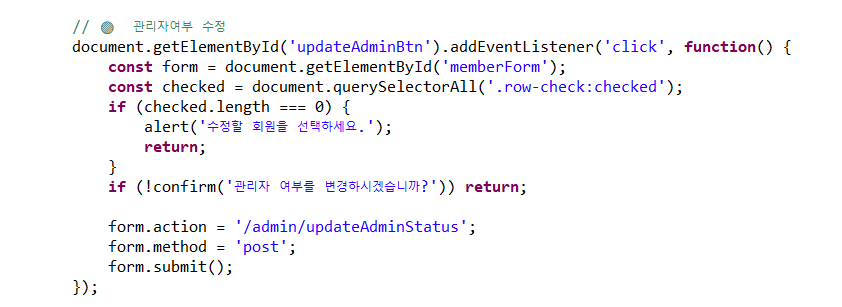 // 🔵 관리자여부 수정
document.getElementById('updateAdminBtn').addEventListener('click', function() {
    const form = document.getElementById('memberForm');
    const checked = document.querySelectorAll('.row-check:checked');
    if (checked.length === 0) {
        alert('수정할 회원을 선택하세요.');
        return;
    }
    if (!confirm('관리자 여부를 변경하시겠습니까?')) return;

    form.action = '/admin/updateAdminStatus';
    form.method = 'post';
    form.submit();
});